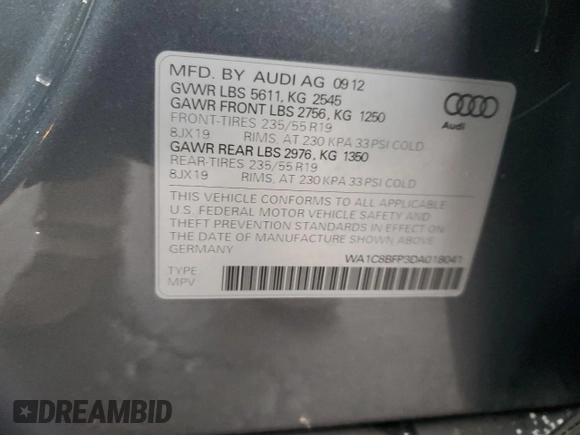 MFD. BY AUDI AG 09 12
GVWR LBS 5611, KG 2545
GAWR FRONT LBS 2756, KG 1250
FRONT-TIRES 235/55 R19
8JX19 RIMS, AT 230 KPA 33 PSI COLD
GAWR REAR LBS 2976, KG 1350
REAR-TIRES 235/55 R19
8JX19 RIMS, AT 230 KPA 33 PSI COLD
Audi
THIS VEHICLE CONFORMS TO ALL APPLICABLE
U.S. FEDERAL MOTOR VEHICLE SAFETY AND
THEFT PREVENTION STANDARDS IN EFFECT ON
THE DATE OF MANUFACTURE SHOWN ABOVE
GERMANY
WA1C8BFP3DA018041
TYPE
MPV
DREAMBID